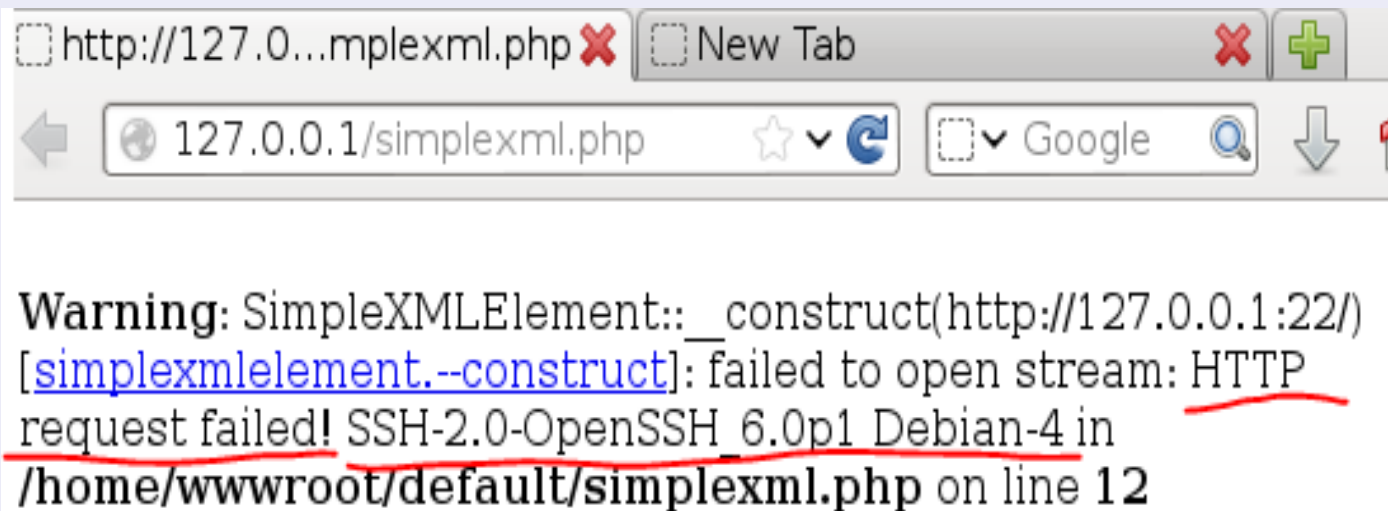 http://127.0...mplexml.php New Tab
127.0.0.1/simplexml.php Google
Warning: SimpleXMLElement::__construct(http://127.0.0.1:22/)
[simplexmlelement.--construct]: failed to open stream: HTTP
request failed! SSH-2.0-OpenSSH_6.0p1 Debian-4 in
/home/wwwroot/default/simplexml.php on line 12